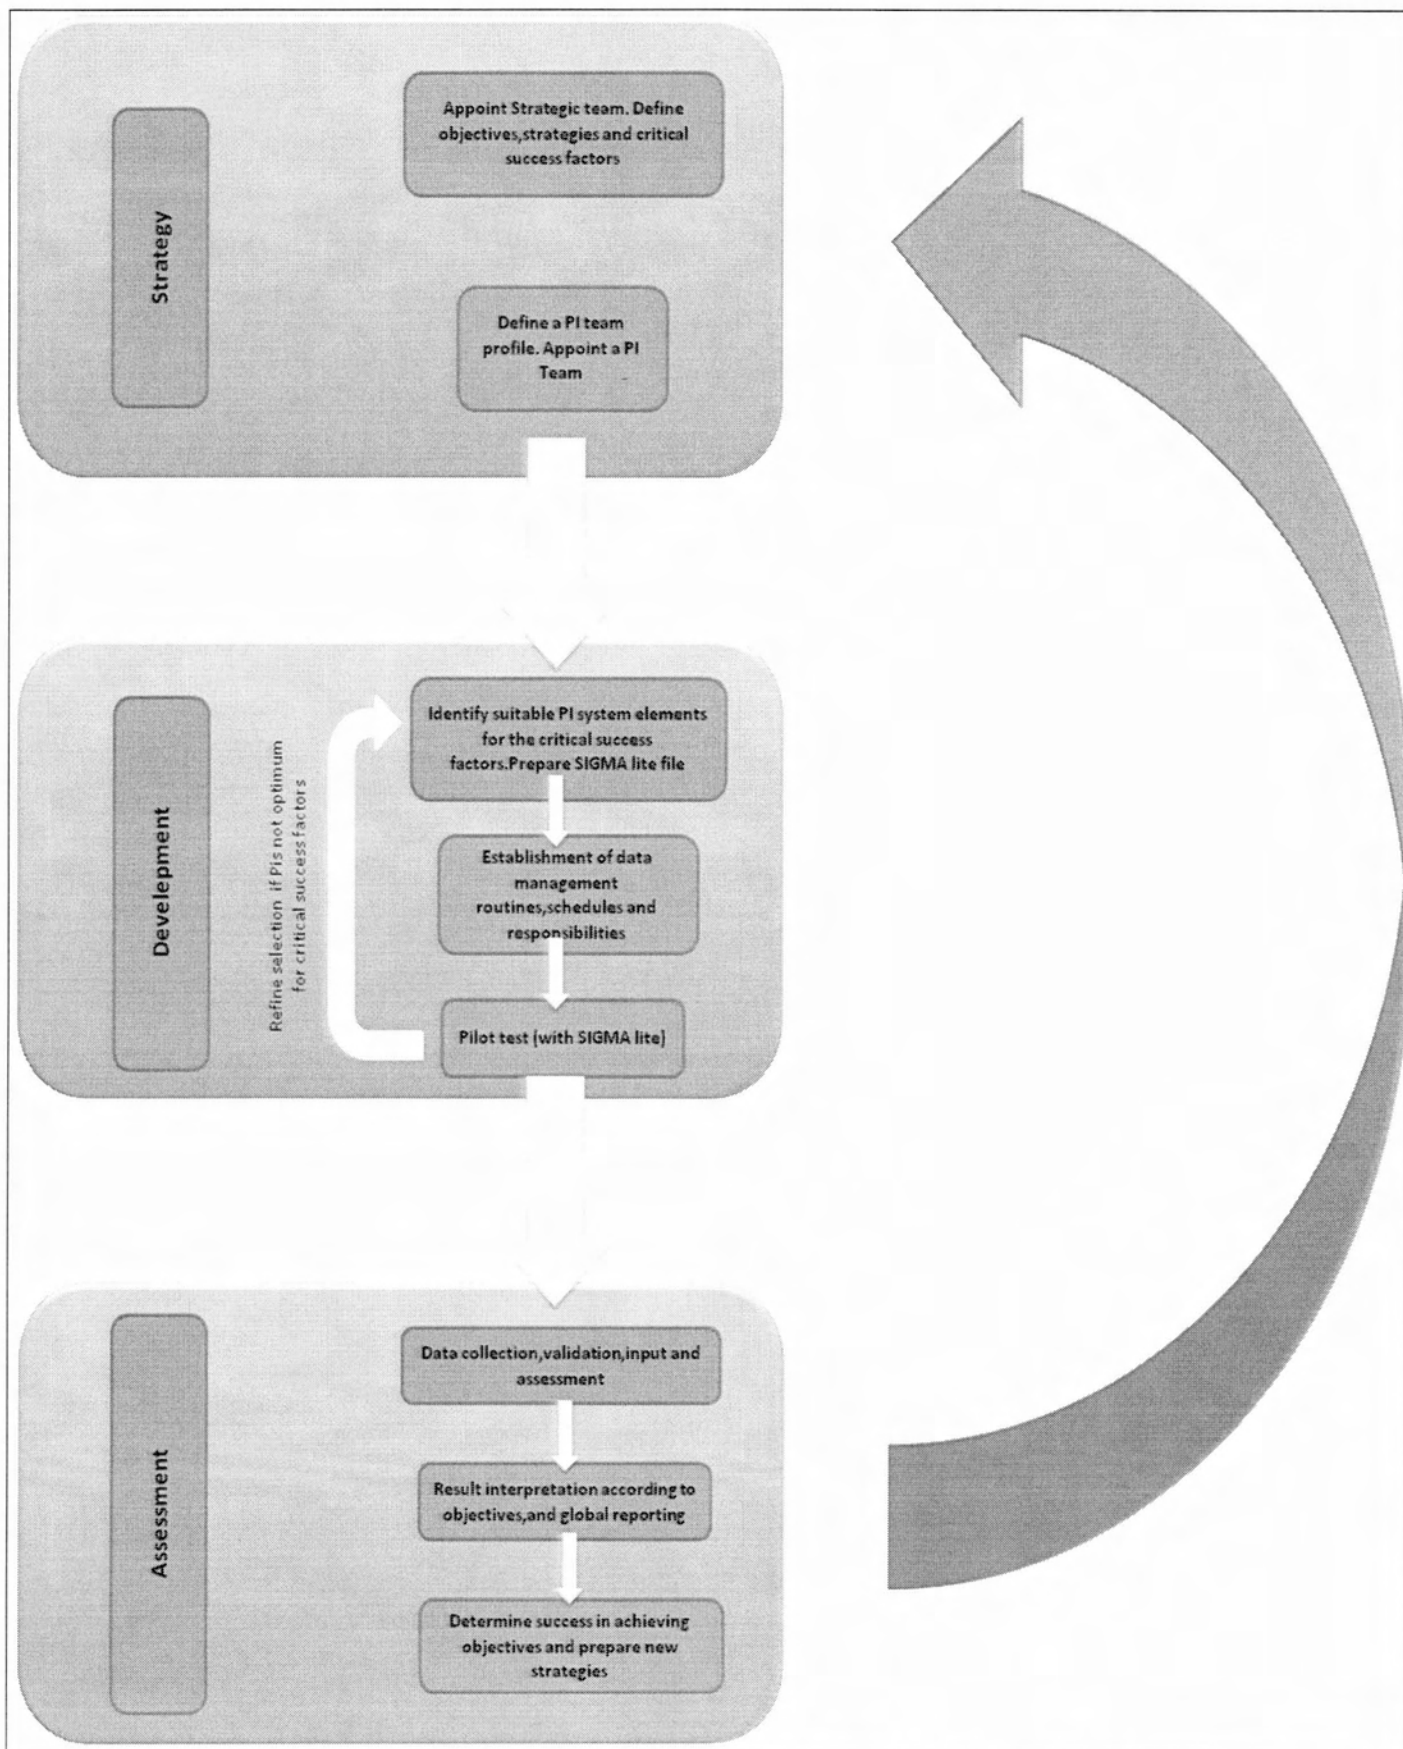 Strategy
Appoint Strategic team. Define
objectives,strategies and critical
success factors
Define a PI team
profile. Appoint a PI
Team
Develepment
Refine selection if PIs not optimum
for critical success factors
Identify suitable PI system elements
for the critical success
factors.Prepare SIGMA lite file
Establishment of data
management
routines,schedules and
responsibilities
Pilot test (with SIGMA lite)
Assessment
Data collection,validation,input and
assessment
Result interpretation according to
objectives,and global reporting
Determine success in achieving
objectives and prepare new
strategies